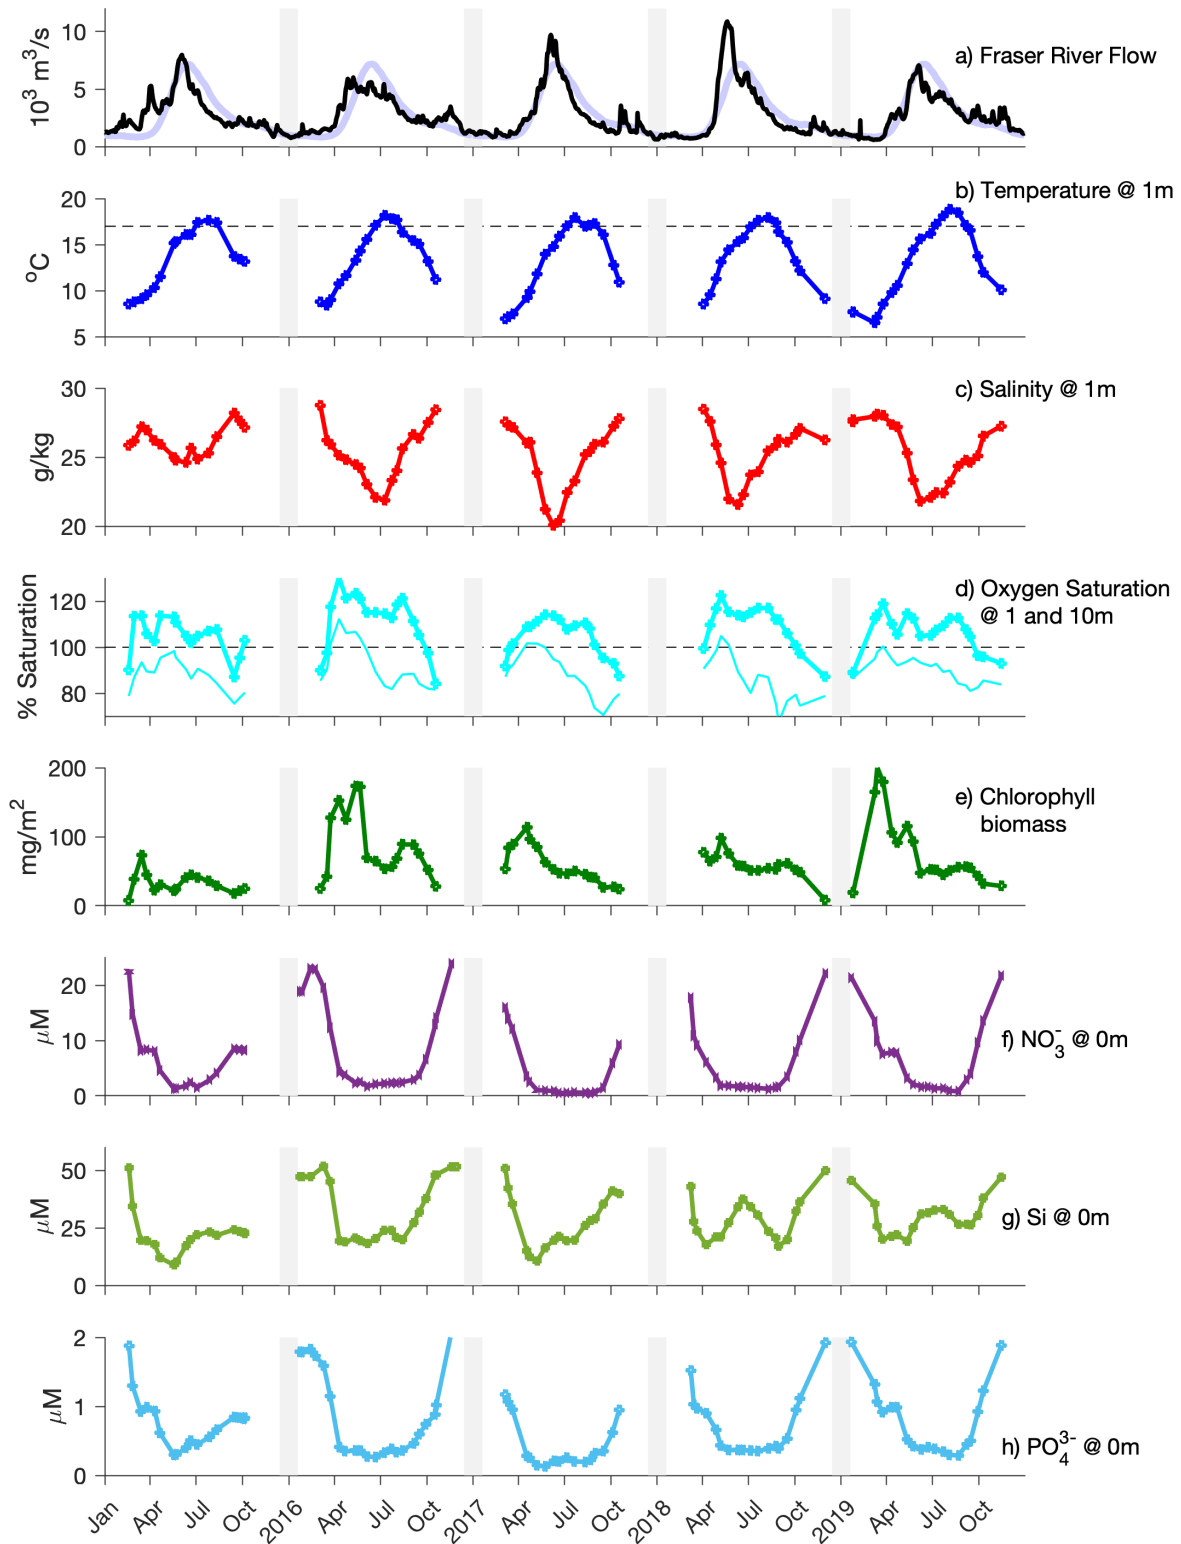 10
5
0
10³ m³/s
a) Fraser River Flow
20
15
10
5
°C
b) Temperature @ 1m
30
25
20
g/kg
c) Salinity @ 1m
120
100
80
% Saturation
d) Oxygen Saturation
@ 1 and 10m
200
100
0
mg/m²
e) Chlorophyll
biomass
20
10
0
μM
f) NO₃⁻ @ 0m
50
25
0
μM
g) Si @ 0m
2
1
0
μM
h) PO₄³⁻ @ 0m
Jan Apr Jul Oct 2016 Apr Jul Oct 2017 Apr Jul Oct 2018 Apr Jul Oct 2019 Apr Jul Oct